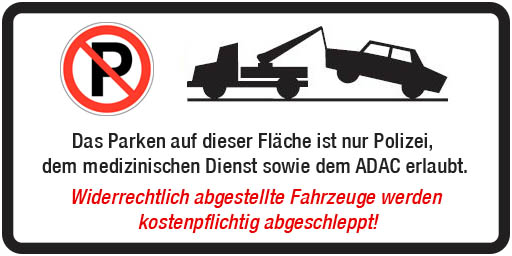 P
Das Parken auf dieser Fläche ist nur Polizei,
dem medizinischen Dienst sowie dem ADAC erlaubt.
Widerrechtlich abgestellte Fahrzeuge werden
kostenpflichtig abgeschleppt!